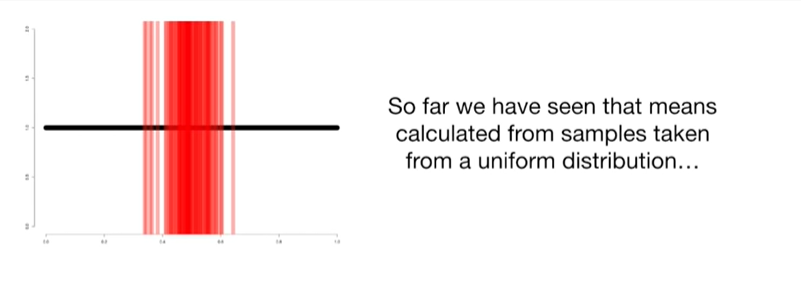 So far we have seen that means
calculated from samples taken
from a uniform distribution…